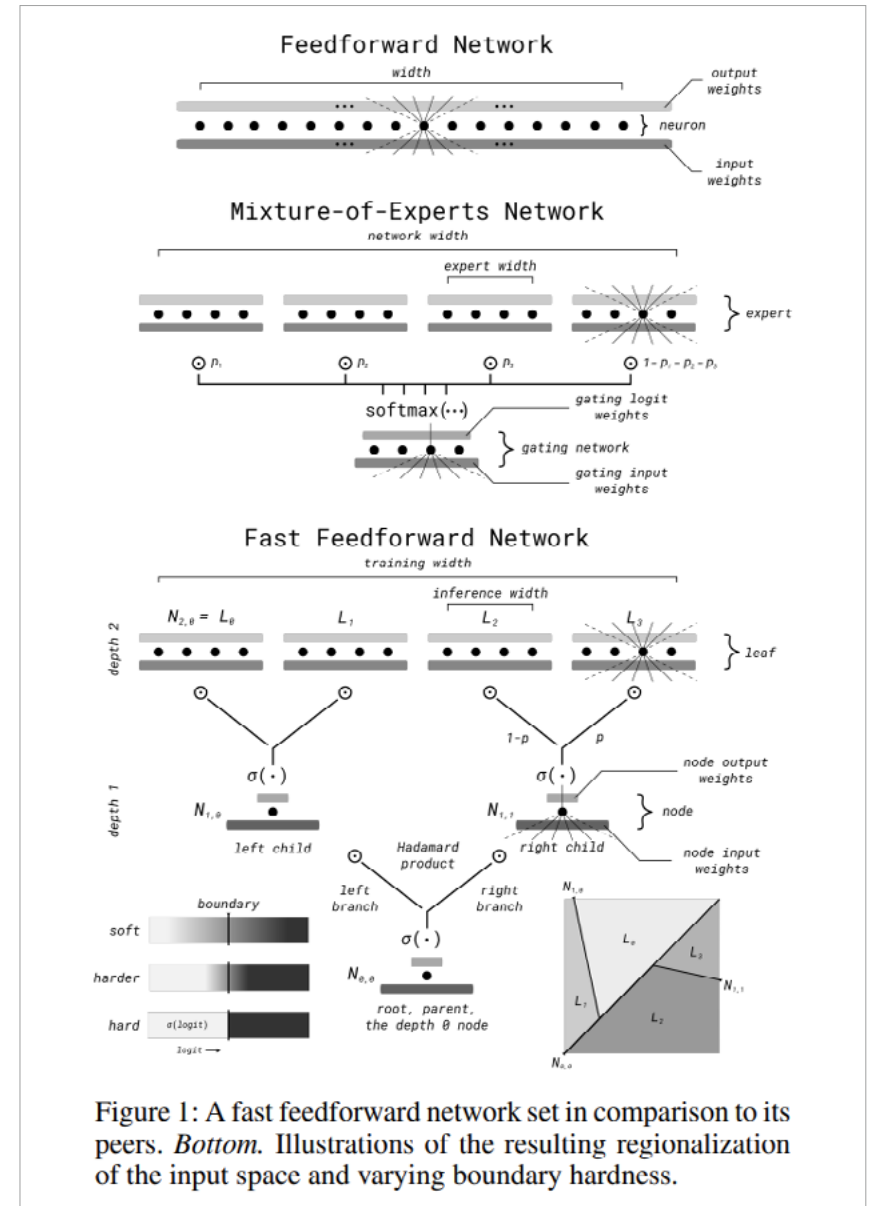 Feedforward Network
width
output
weights
... ...
} neuron
... ...
input
weights
Mixture-of-Experts Network
network width
expert width
} expert
⊙ p₁ ⊙ p₂ ⊙ p₃ ⊙ 1-p₁-p₂-p₃
softmax(···)
gating logit
weights
} gating network
gating input
weights
Fast Feedforward Network
training width
inference width
depth 2
N₂,₀ = L₀ L₁ L₂ L₃
} leaf
1-p p
σ(·) σ(·)
node output
weights
depth 1
N₁,₀ N₁,₁
} node
left child
right child
node input
weights
Hadamard
product
left
branch
right
branch
σ(·)
N₀,₀
root, parent,
the depth 0 node
boundary
soft
harder
hard
σ(logit)
logit →
N₁,₀
L₀
L₃
N₁,₁
L₁
L₂
N₀,₀
Figure 1: A fast feedforward network set in comparison to its
peers. Bottom. Illustrations of the resulting regionalization
of the input space and varying boundary hardness.